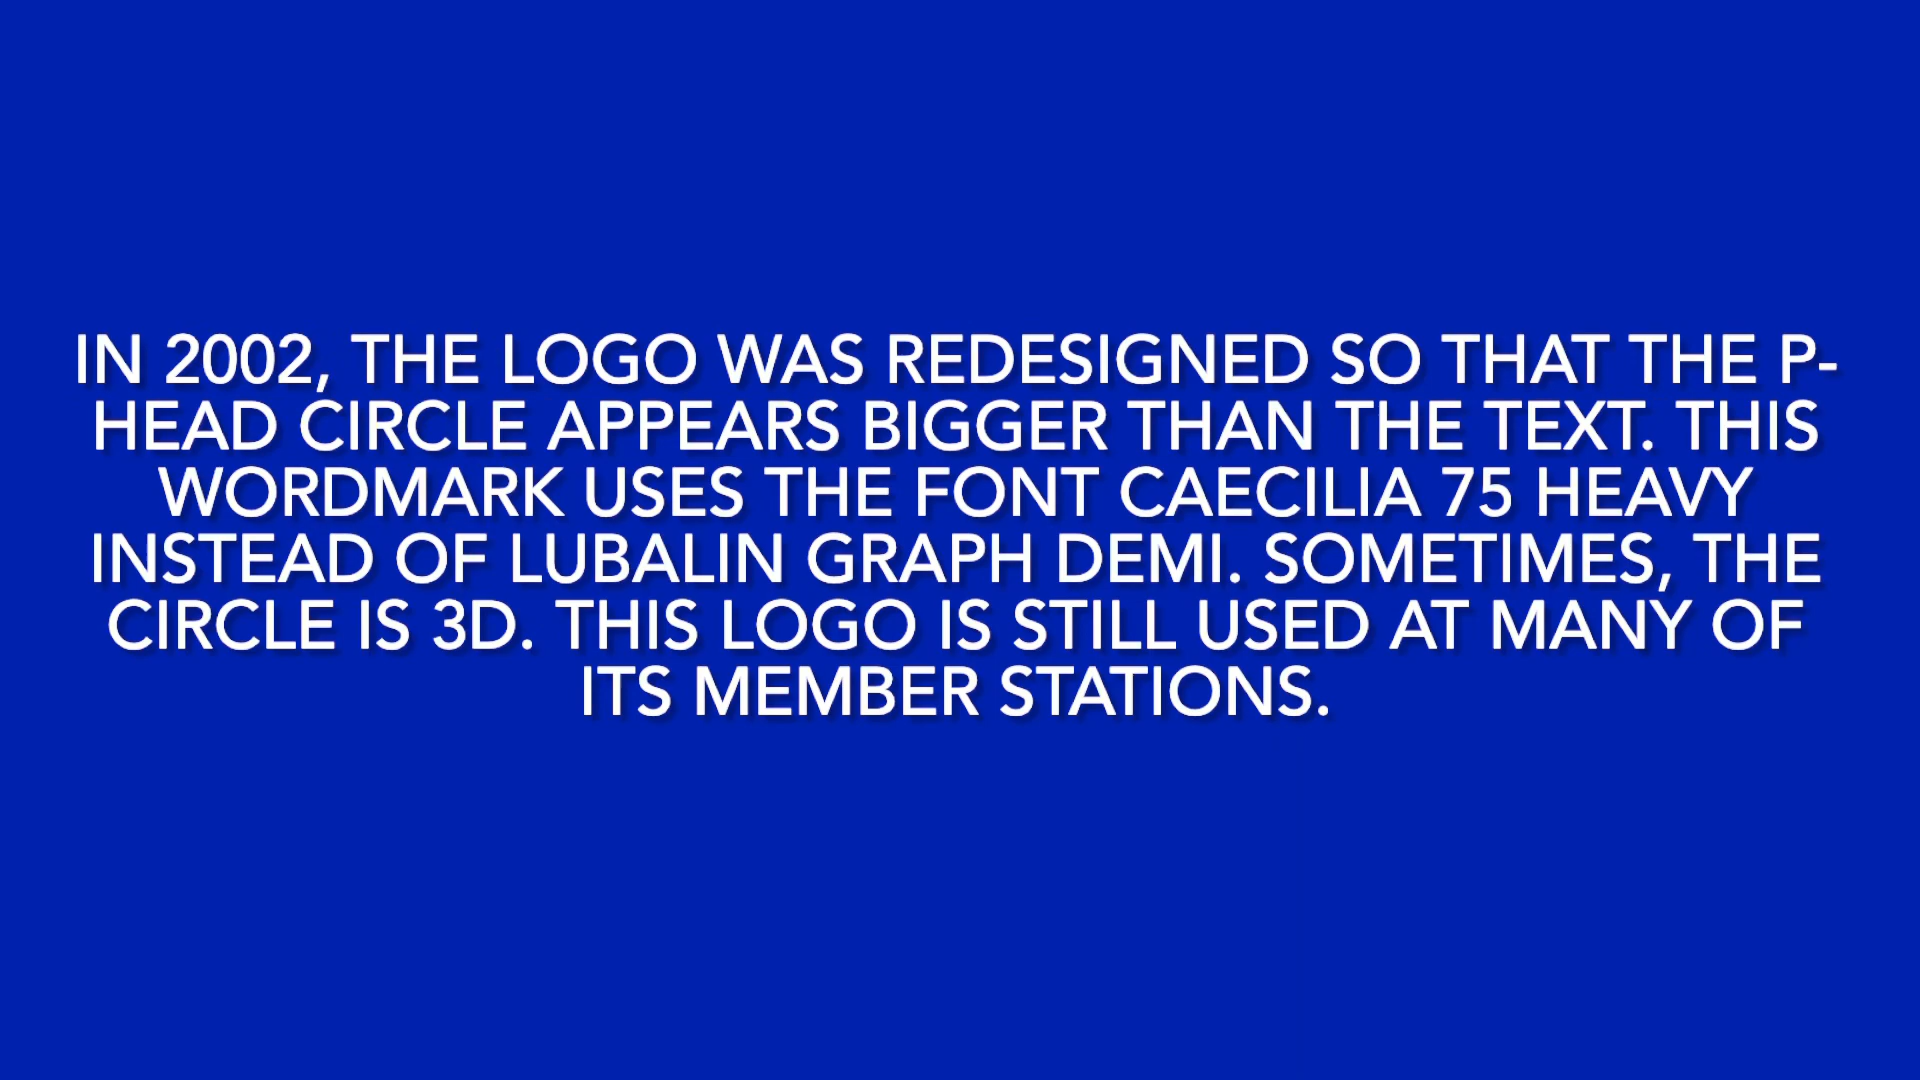 IN 2002, THE LOGO WAS REDESIGNED SO THAT THE P-
HEAD CIRCLE APPEARS BIGGER THAN THE TEXT. THIS
WORDMARK USES THE FONT CAECILIA 75 HEAVY
INSTEAD OF LUBALIN GRAPH DEMI. SOMETIMES, THE
CIRCLE IS 3D. THIS LOGO IS STILL USED AT MANY OF
ITS MEMBER STATIONS.